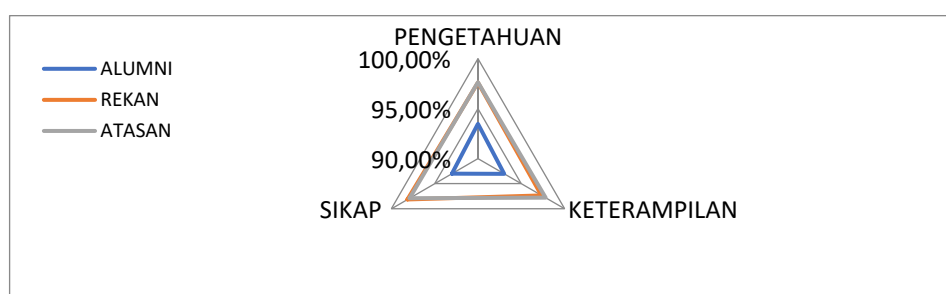 PENGETAHUAN
100,00%
ALUMNI
REKAN
95,00%
ATASAN
90,00%
SIKAP
KETERAMPILAN